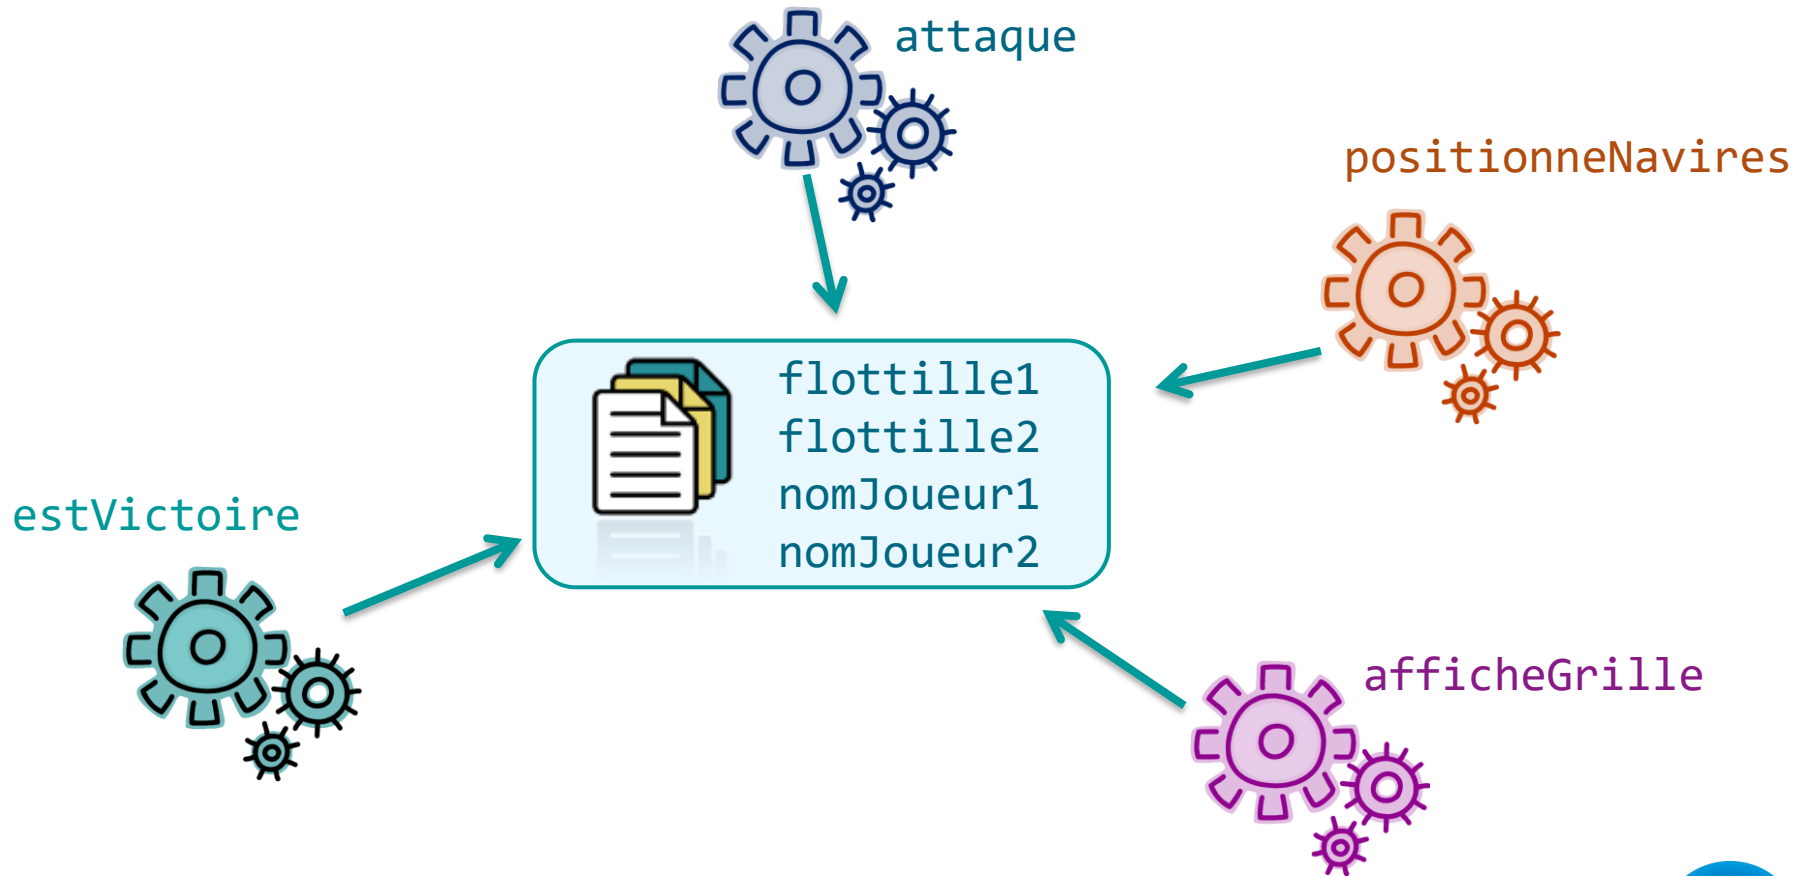 attaque
positionneNavires
flottille1
flottille2
nomJoueur1
nomJoueur2
estVictoire
afficheGrille